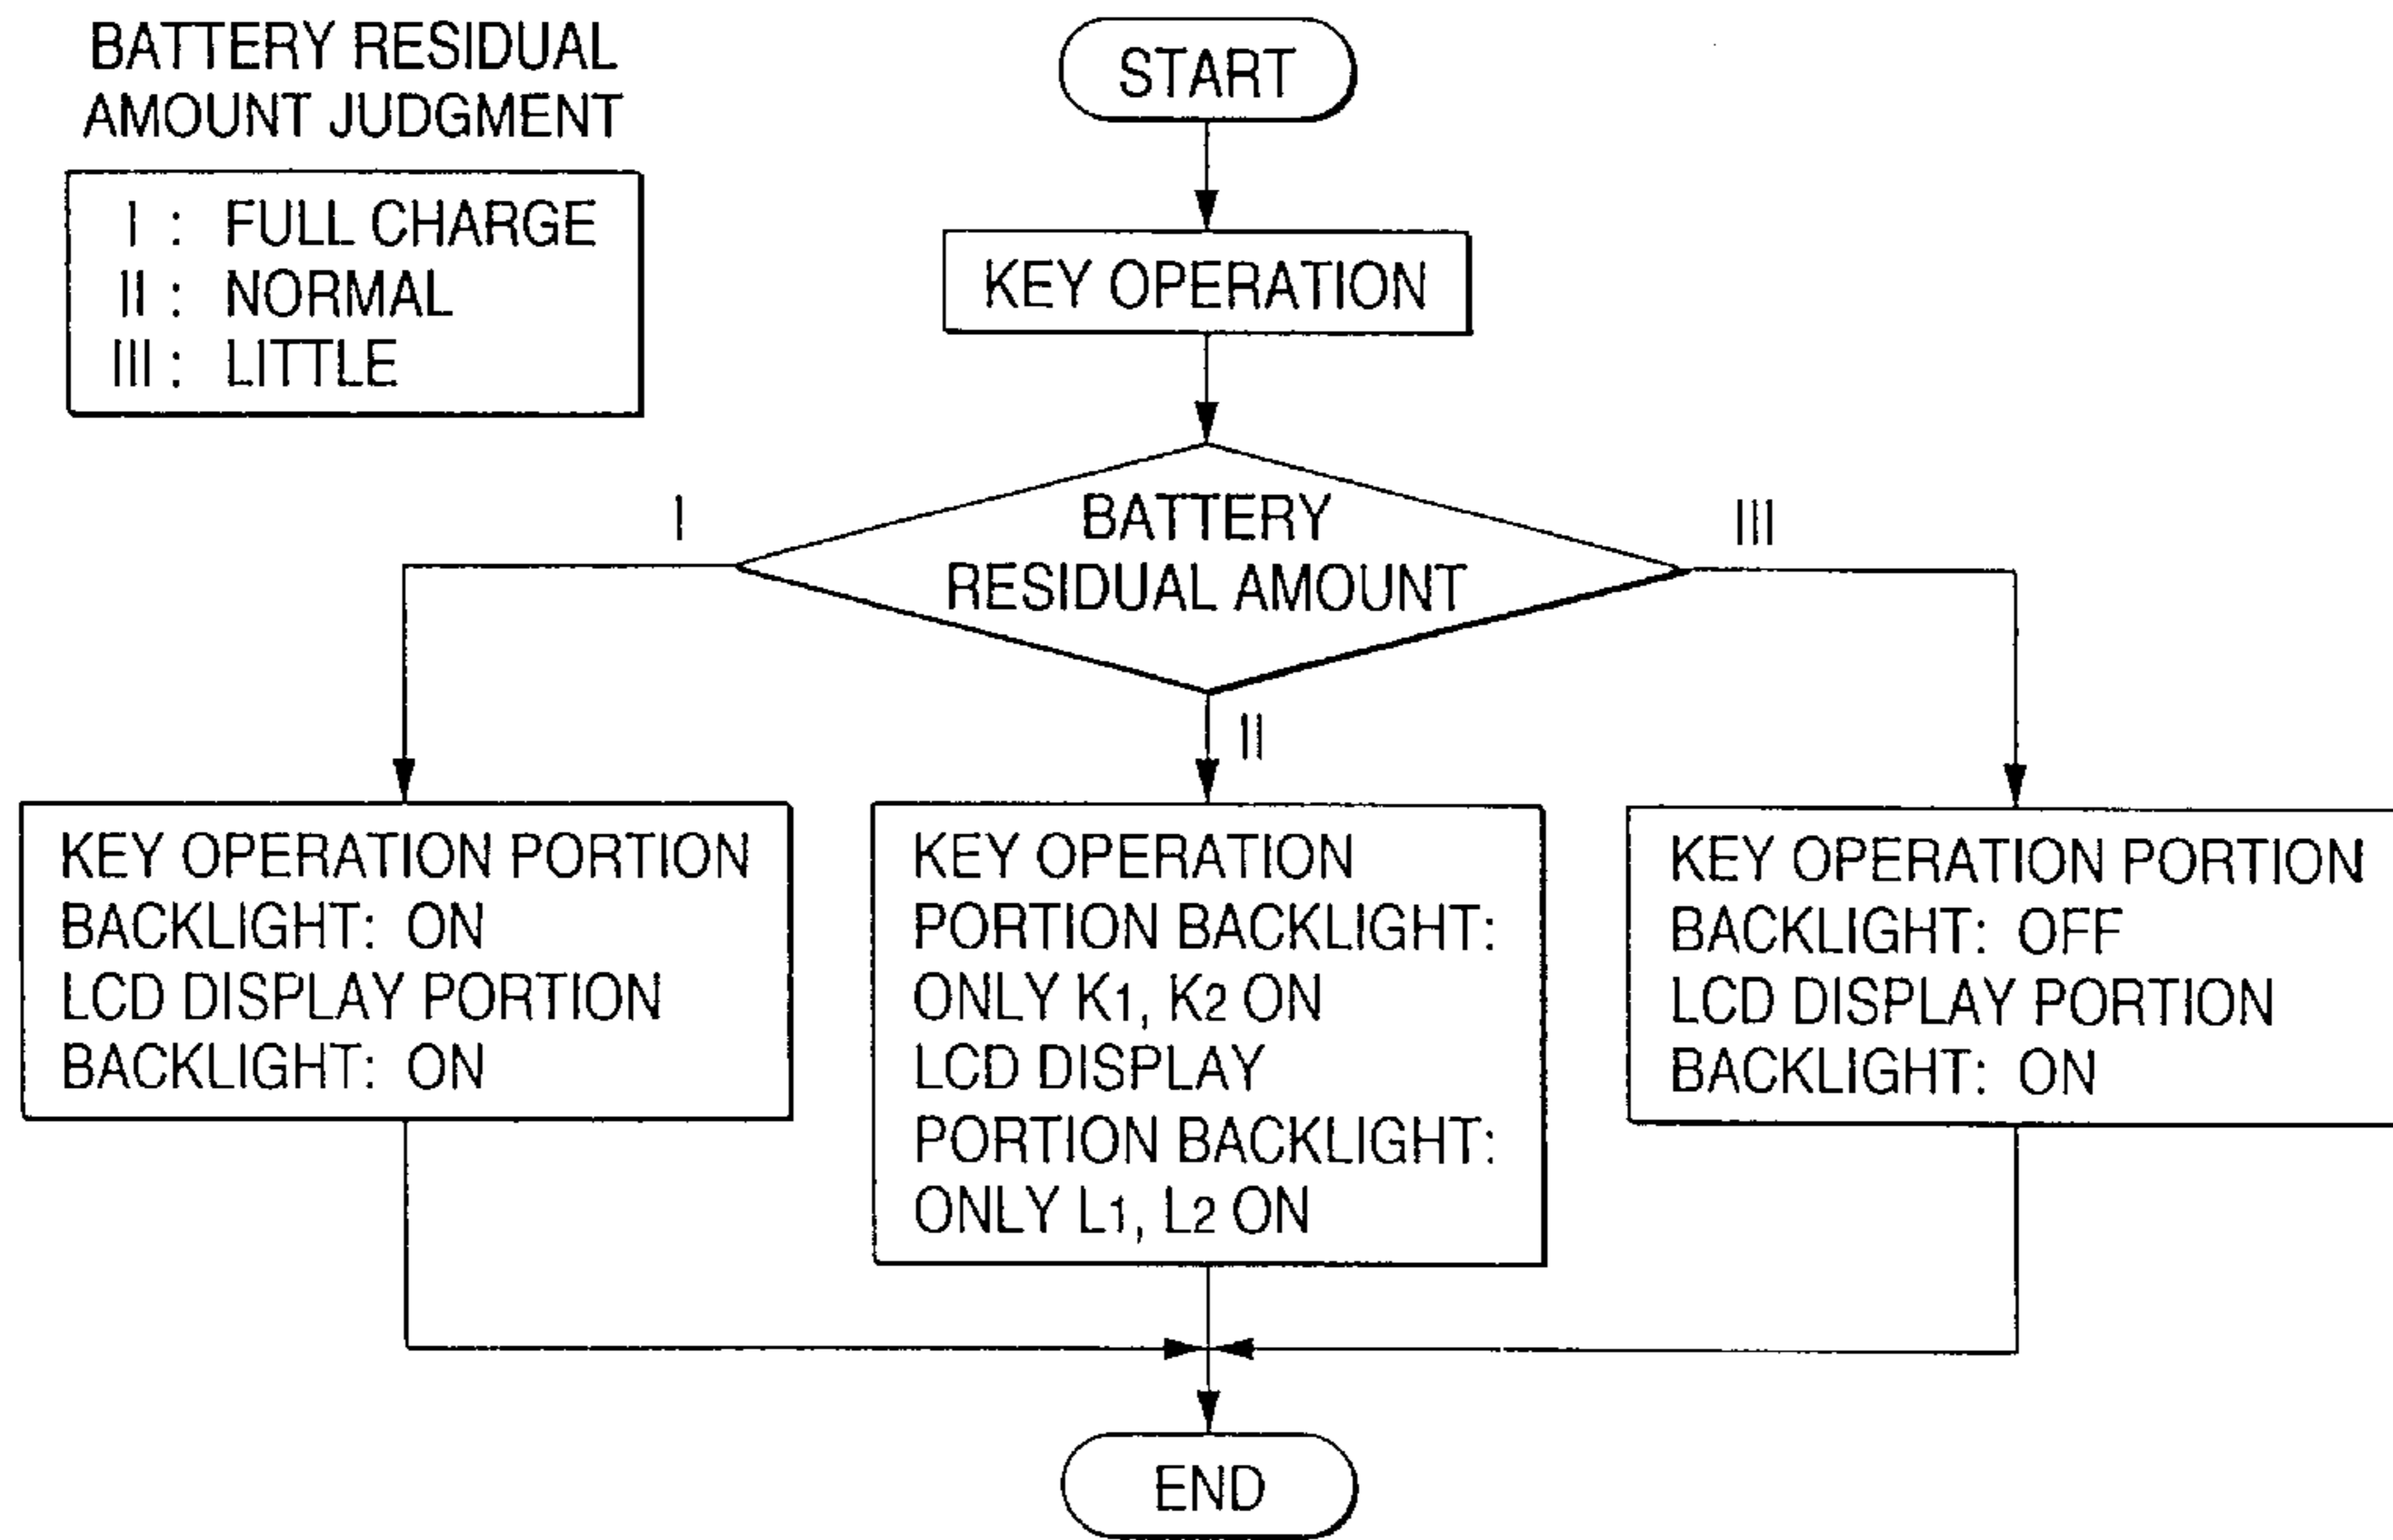 BATTERY RESIDUAL
AMOUNT JUDGMENT
I : FULL CHARGE
II : NORMAL
III : LITTLE
START
KEY OPERATION
BATTERY
RESIDUAL AMOUNT
I
II
III
KEY OPERATION PORTION
BACKLIGHT: ON
LCD DISPLAY PORTION
BACKLIGHT: ON
KEY OPERATION
PORTION BACKLIGHT:
ONLY K1, K2 ON
LCD DISPLAY
PORTION BACKLIGHT:
ONLY L1, L2 ON
KEY OPERATION PORTION
BACKLIGHT: OFF
LCD DISPLAY PORTION
BACKLIGHT: ON
END